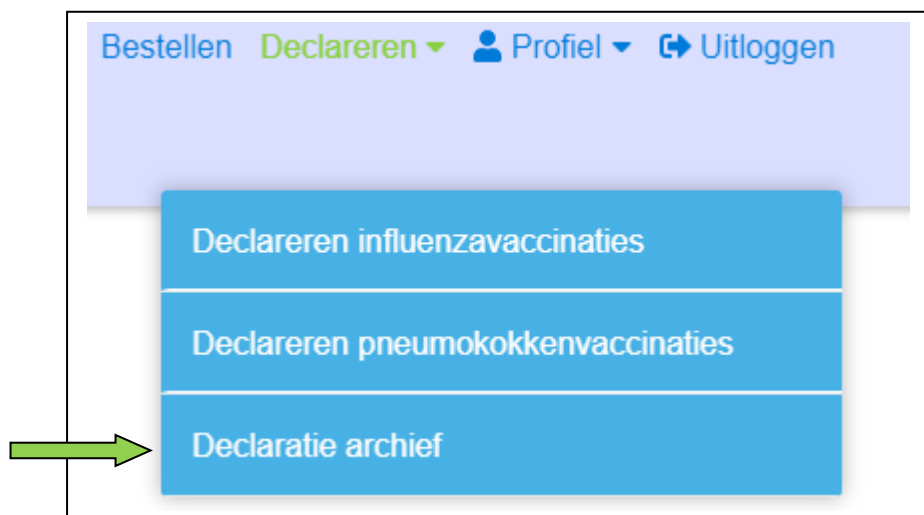 Bestellen Declareren Profiel Uitloggen
Declareren influenzavaccinaties
Declareren pneumokokkenvaccinaties
Declaratie archief